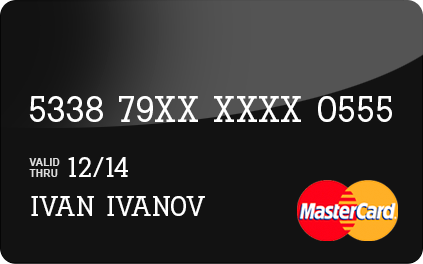 5338 79XX XXXX 0555
VALID
THRU 12/14
IVAN IVANOV
MasterCard